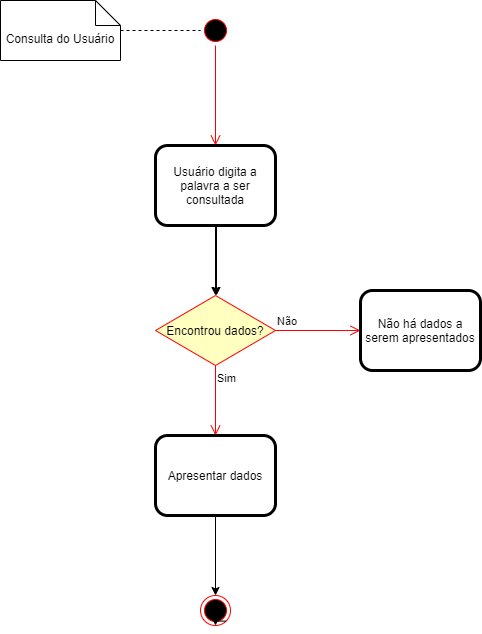 Consulta do Usuário
Usuário digita a
palavra a ser
consultada
Encontrou dados?
Não
Não há dados a
serem apresentados
Sim
Apresentar dados